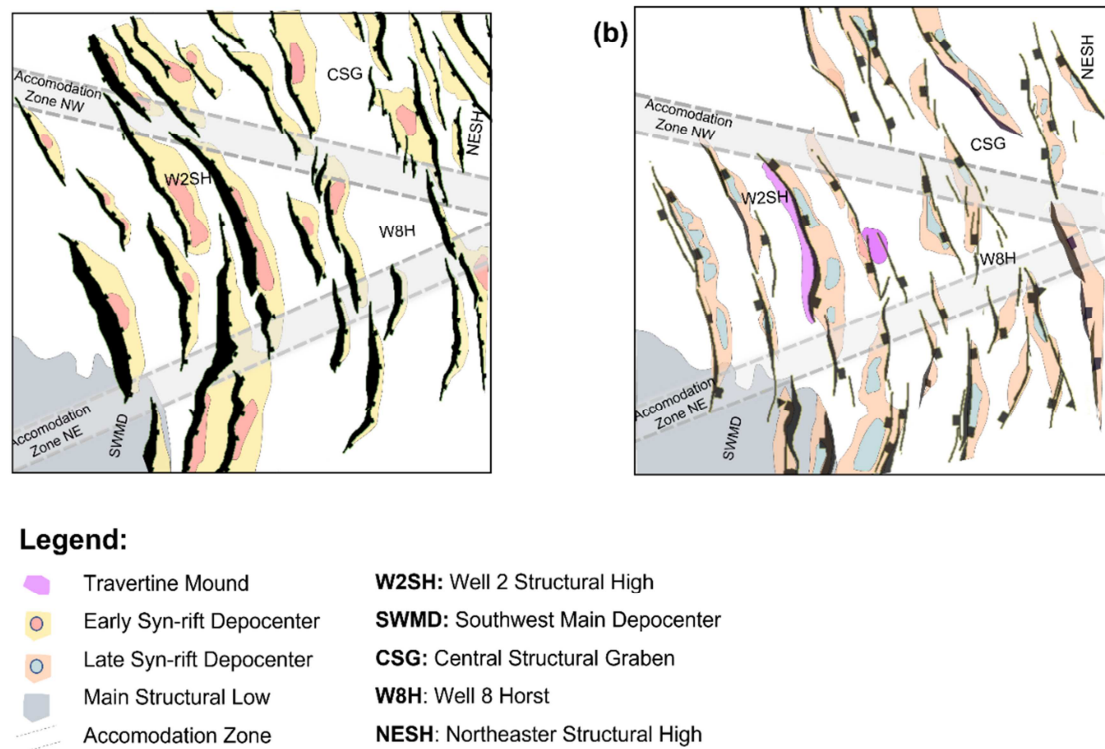 Accomodation
Zone NW
CSG
NESH
W2SH
W8H
Accomodation
Zone NE
SWMD
(b)
Accomodation
Zone NW
NESH
CSG
W2SH
W8H
Accomodation
Zone NE
SWMD
Legend:
Travertine Mound
Early Syn-rift Depocenter
Late Syn-rift Depocenter
Main Structural Low
Accomodation Zone
W2SH: Well 2 Structural High
SWMD: Southwest Main Depocenter
CSG: Central Structural Graben
W8H: Well 8 Horst
NESH: Northeaster Structural High